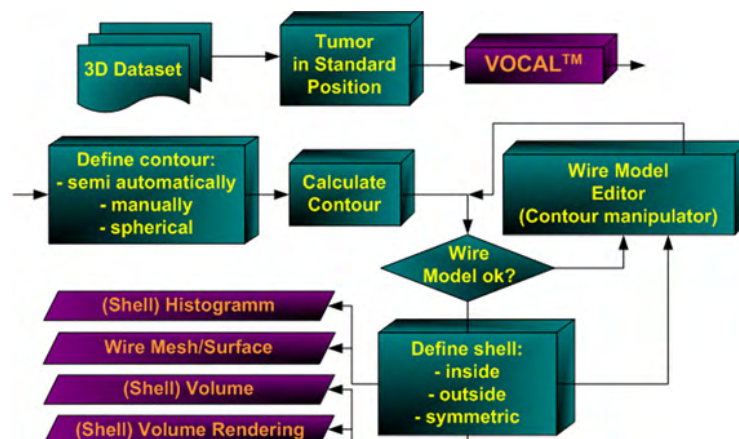 3D Dataset
Tumor
in Standard
Position
VOCAL™
Define contour:
- semi automatically
- manually
- spherical
Calculate
Contour
Wire Model
Editor
(Contour manipulator)
Wire
Model ok?
(Shell) Histogramm
Wire Mesh/Surface
(Shell) Volume
(Shell) Volume Rendering
Define shell:
- inside
- outside
- symmetric